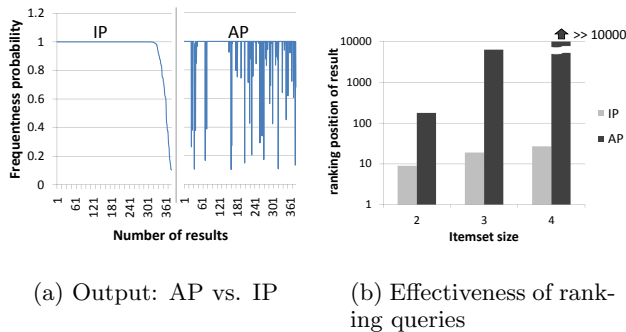 IP
AP
Frequentness probability
1.2
1
0.8
0.6
0.4
0.2
0
1
61
121
181
241
301
361
1
61
121
181
241
301
361
Number of results
(a) Output: AP vs. IP
>> 10000
ranking position of result
10000
1000
100
10
1
2
3
4
Itemset size
IP
AP
(b) Effectiveness of rank-
ing queries